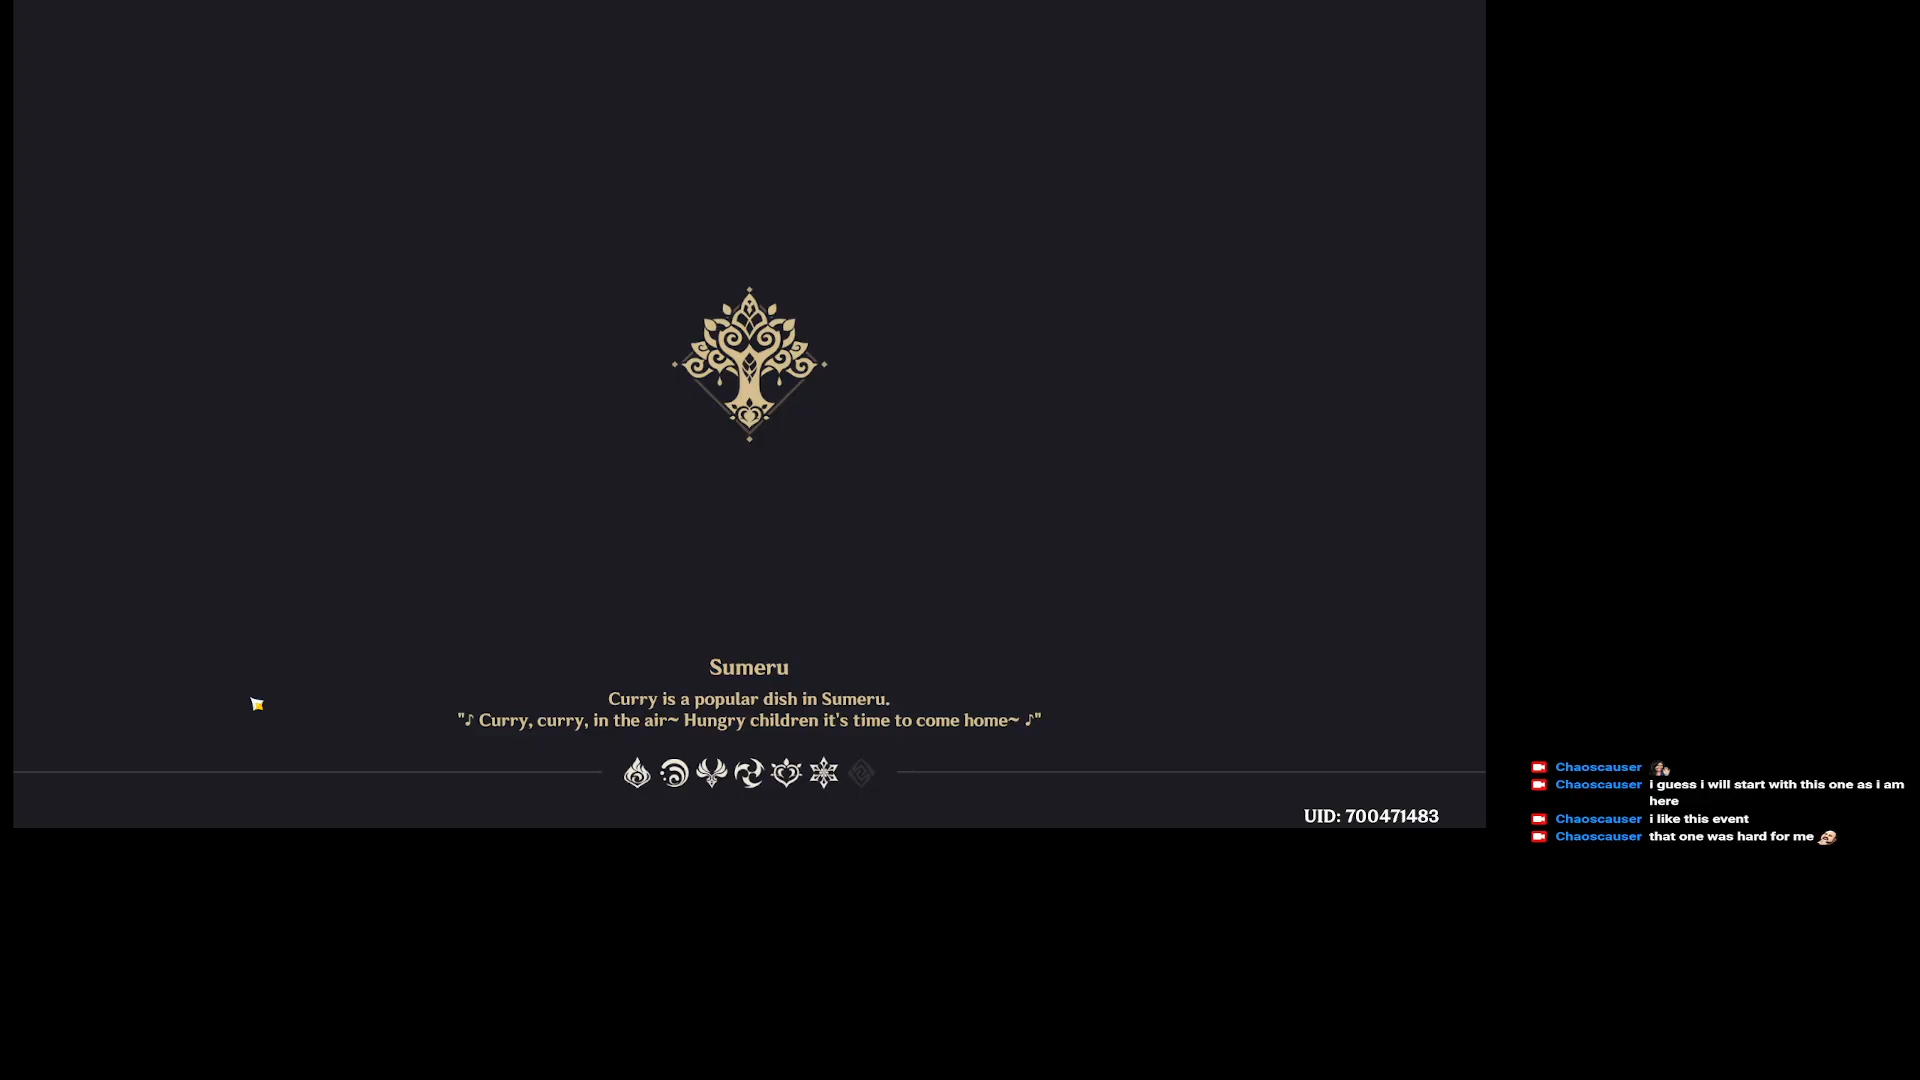 Sumeru
Curry is a popular dish in Sumeru.
"♪ Curry, curry, in the air~ Hungry children it's time to come home~ ♪"
UID: 700471483
Chaoscauser
Chaoscauser i guess i will start with this one as i am
here
Chaoscauser i like this event
Chaoscauser that one was hard for me